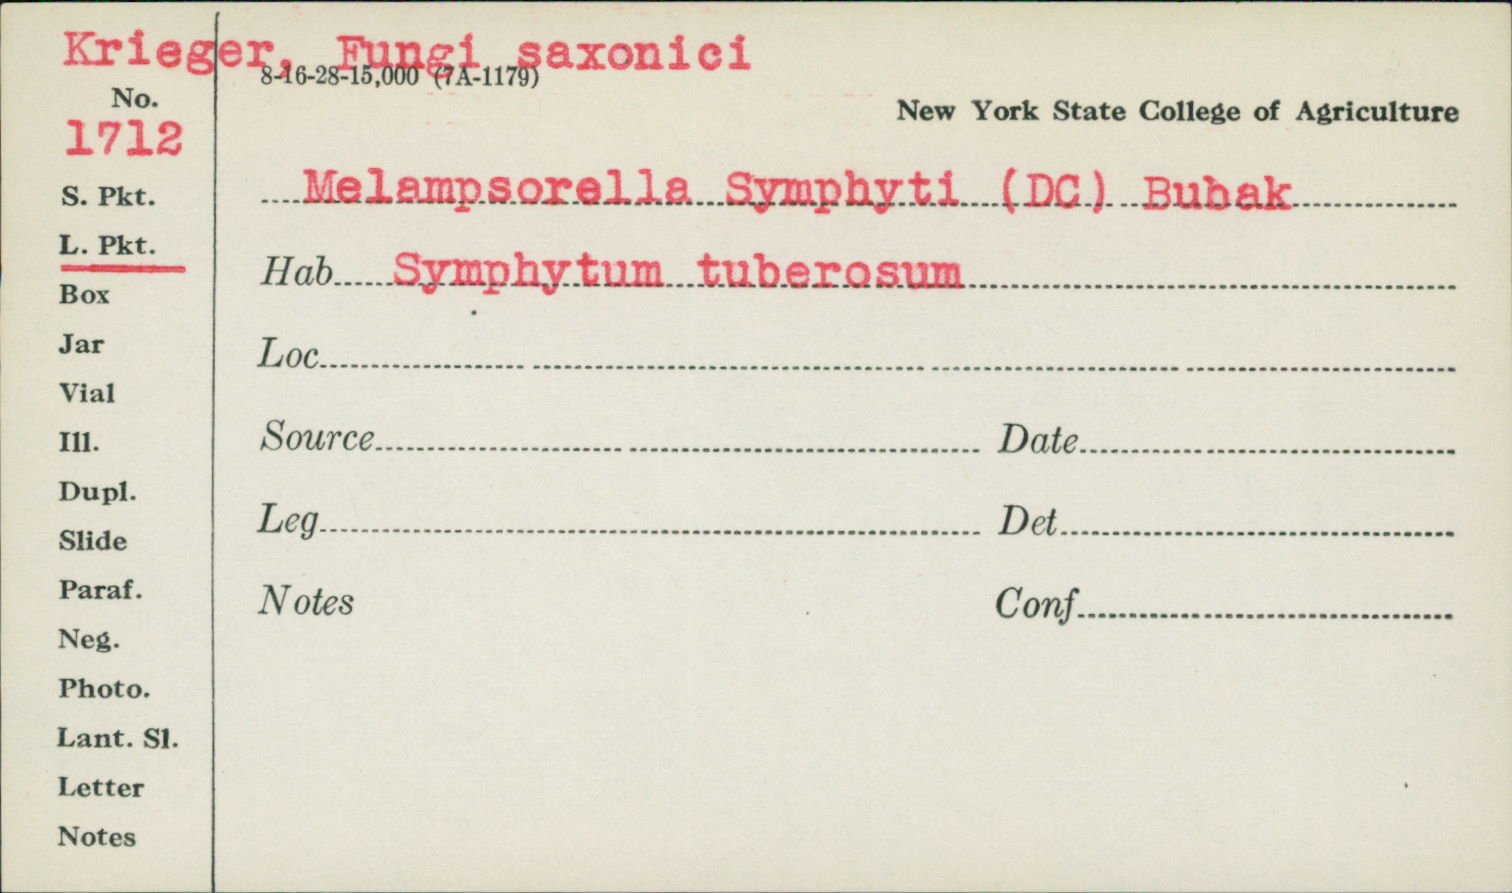 Krieger, Fungi saxonici
8-16-28-15,000 (7A-1179)
No.
1712
New York State College of Agriculture
S. Pkt.
Melampsorella Symphyti (DC) Bubak
L. Pkt.
Hab Symphytum tuberosum
Box
Jar
Loc
Vial
Ill.
Source Date
Dupl.
Slide
Leg Det
Paraf.
Notes Conf
Neg.
Photo.
Lant. Sl.
Letter
Notes